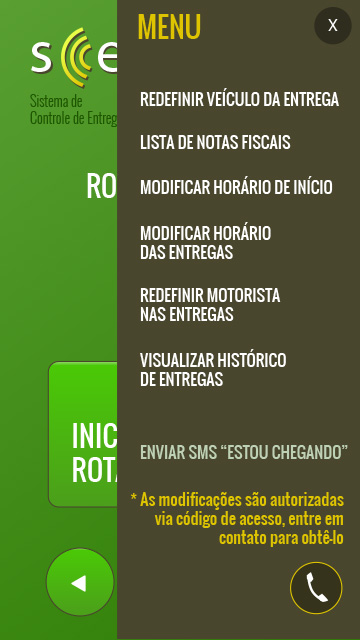 MENU
X
REDEFINIR VEÍCULO DA ENTREGA
LISTA DE NOTAS FISCAIS
MODIFICAR HORÁRIO DE INÍCIO
MODIFICAR HORÁRIO
DAS ENTREGAS
REDEFINIR MOTORISTA
NAS ENTREGAS
VISUALIZAR HISTÓRICO
DE ENTREGAS
ENVIAR SMS “ESTOU CHEGANDO”
* As modificações são autorizadas
via código de acesso, entre em
contato para obtê-lo
Sistema de
Controle de Entreg
RO
INIC
ROTA